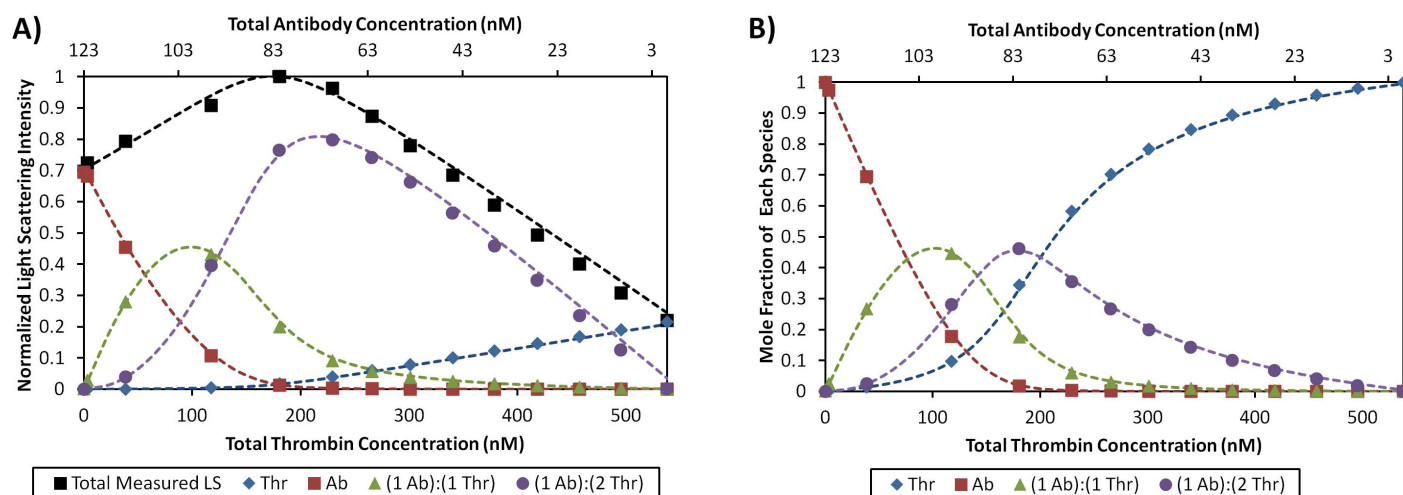 A)
Total Antibody Concentration (nM)
123 103 83 63 43 23 3
Normalized Light Scattering Intensity
1
0.9
0.8
0.7
0.6
0.5
0.4
0.3
0.2
0.1
0
0 100 200 300 400 500
Total Thrombin Concentration (nM)
Total Measured LS Thr Ab (1 Ab):(1 Thr) (1 Ab):(2 Thr)
B)
Total Antibody Concentration (nM)
123 103 83 63 43 23 3
Mole Fraction of Each Species
1
0.9
0.8
0.7
0.6
0.5
0.4
0.3
0.2
0.1
0
0 100 200 300 400 500
Total Thrombin Concentration (nM)
Thr Ab (1 Ab):(1 Thr) (1 Ab):(2 Thr)